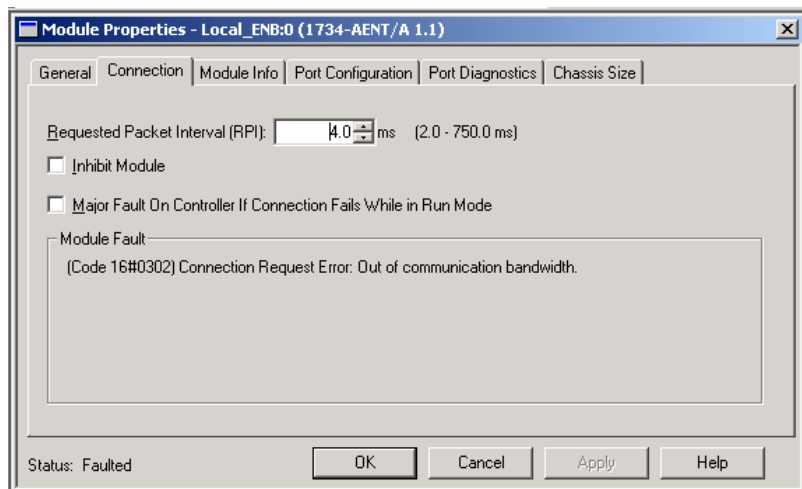 Module Properties - Local_ENB:0 (1734-AENT/A 1.1)
General Connection Module Info Port Configuration Port Diagnostics Chassis Size
Requested Packet Interval (RPI): 4.0 ms (2.0 - 750.0 ms)
Inhibit Module
Major Fault On Controller If Connection Fails While in Run Mode
Module Fault
(Code 16#0302) Connection Request Error: Out of communication bandwidth.
Status: Faulted OK Cancel Apply Help